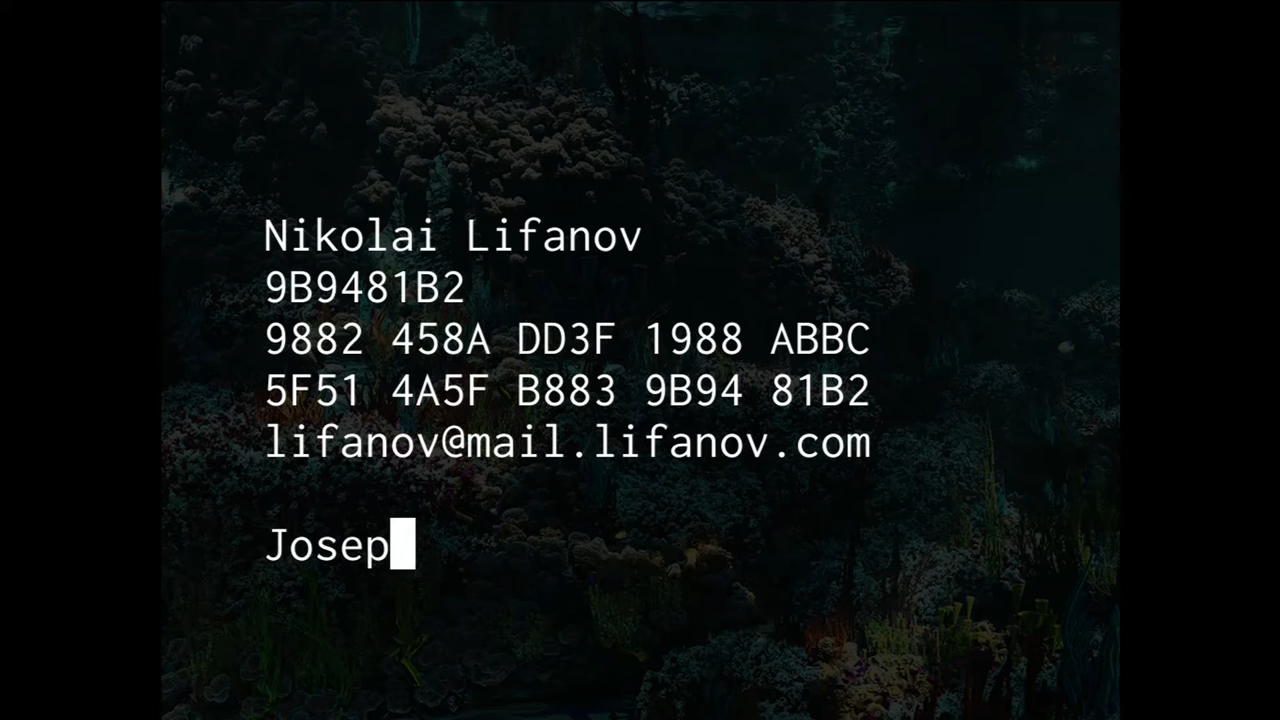 Nikolai Lifanov
9B9481B2
9882 458A DD3F 1988 ABBC
5F51 4A5F B883 9B94 81B2
lifanov@mail.lifanov.com
Josep